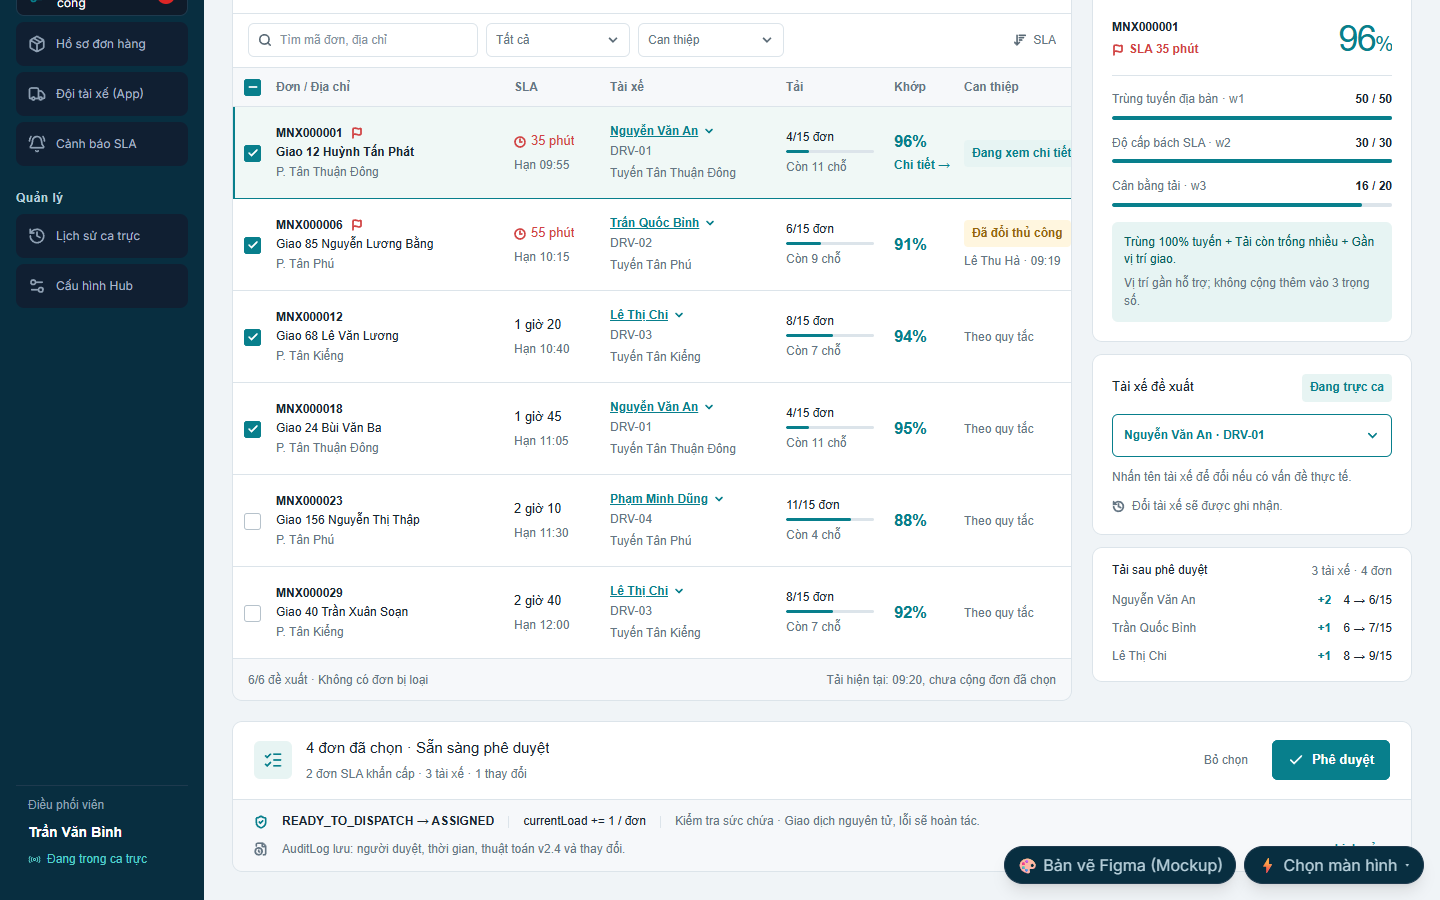 công
Hồ sơ đơn hàng
Đội tài xế (App)
Cảnh báo SLA
Quản lý
Lịch sử ca trực
Cấu hình Hub
Điều phối viên
Trần Văn Bình
Đang trong ca trực
Tìm mã đơn, địa chỉ
Tất cả
Can thiệp
SLA
Đơn / Địa chỉ
SLA
Tài xế
Tải
Khớp
Can thiệp
MNX000001
Giao 12 Huỳnh Tấn Phát
P. Tân Thuận Đông
35 phút
Hạn 09:55
Nguyễn Văn An
DRV-01
Tuyến Tân Thuận Đông
4/15 đơn
Còn 11 chỗ
96%
Chi tiết →
Đang xem chi tiết
MNX000006
Giao 85 Nguyễn Lương Bằng
P. Tân Phú
55 phút
Hạn 10:15
Trần Quốc Bình
DRV-02
Tuyến Tân Phú
6/15 đơn
Còn 9 chỗ
91%
Đã đổi thủ công
Lê Thu Hà · 09:19
MNX000012
Giao 68 Lê Văn Lương
P. Tân Kiểng
1 giờ 20
Hạn 10:40
Lê Thị Chi
DRV-03
Tuyến Tân Kiểng
8/15 đơn
Còn 7 chỗ
94%
Theo quy tắc
MNX000018
Giao 24 Bùi Văn Ba
P. Tân Thuận Đông
1 giờ 45
Hạn 11:05
Nguyễn Văn An
DRV-01
Tuyến Tân Thuận Đông
4/15 đơn
Còn 11 chỗ
95%
Theo quy tắc
MNX000023
Giao 156 Nguyễn Thị Thập
P. Tân Phú
2 giờ 10
Hạn 11:30
Phạm Minh Dũng
DRV-04
Tuyến Tân Phú
11/15 đơn
Còn 4 chỗ
88%
Theo quy tắc
MNX000029
Giao 40 Trần Xuân Soạn
P. Tân Kiểng
2 giờ 40
Hạn 12:00
Lê Thị Chi
DRV-03
Tuyến Tân Kiểng
8/15 đơn
Còn 7 chỗ
92%
Theo quy tắc
6/6 đề xuất · Không có đơn bị loại
Tải hiện tại: 09:20, chưa cộng đơn đã chọn
MNX000001
SLA 35 phút
96%
Trùng tuyến địa bàn · w1
50 / 50
Độ cấp bách SLA · w2
30 / 30
Cân bằng tải · w3
16 / 20
Trùng 100% tuyến + Tải còn trống nhiều + Gần
vị trí giao.
Vị trí gần hỗ trợ; không cộng thêm vào 3 trọng
số.
Tài xế đề xuất
Đang trực ca
Nguyễn Văn An · DRV-01
Nhấn tên tài xế để đổi nếu có vấn đề thực tế.
Đổi tài xế sẽ được ghi nhận.
Tải sau phê duyệt
3 tài xế · 4 đơn
Nguyễn Văn An
+2 4 → 6/15
Trần Quốc Bình
+1 6 → 7/15
Lê Thị Chi
+1 8 → 9/15
4 đơn đã chọn · Sẵn sàng phê duyệt
2 đơn SLA khẩn cấp · 3 tài xế · 1 thay đổi
Bỏ chọn
Phê duyệt
READY_TO_DISPATCH → ASSIGNED
currentLoad += 1 / đơn
Kiểm tra sức chứa · Giao dịch nguyên tử, lỗi sẽ hoàn tác.
AuditLog lưu: người duyệt, thời gian, thuật toán v2.4 và thay đổi.
Bản vẽ Figma (Mockup)
Chọn màn hình ·